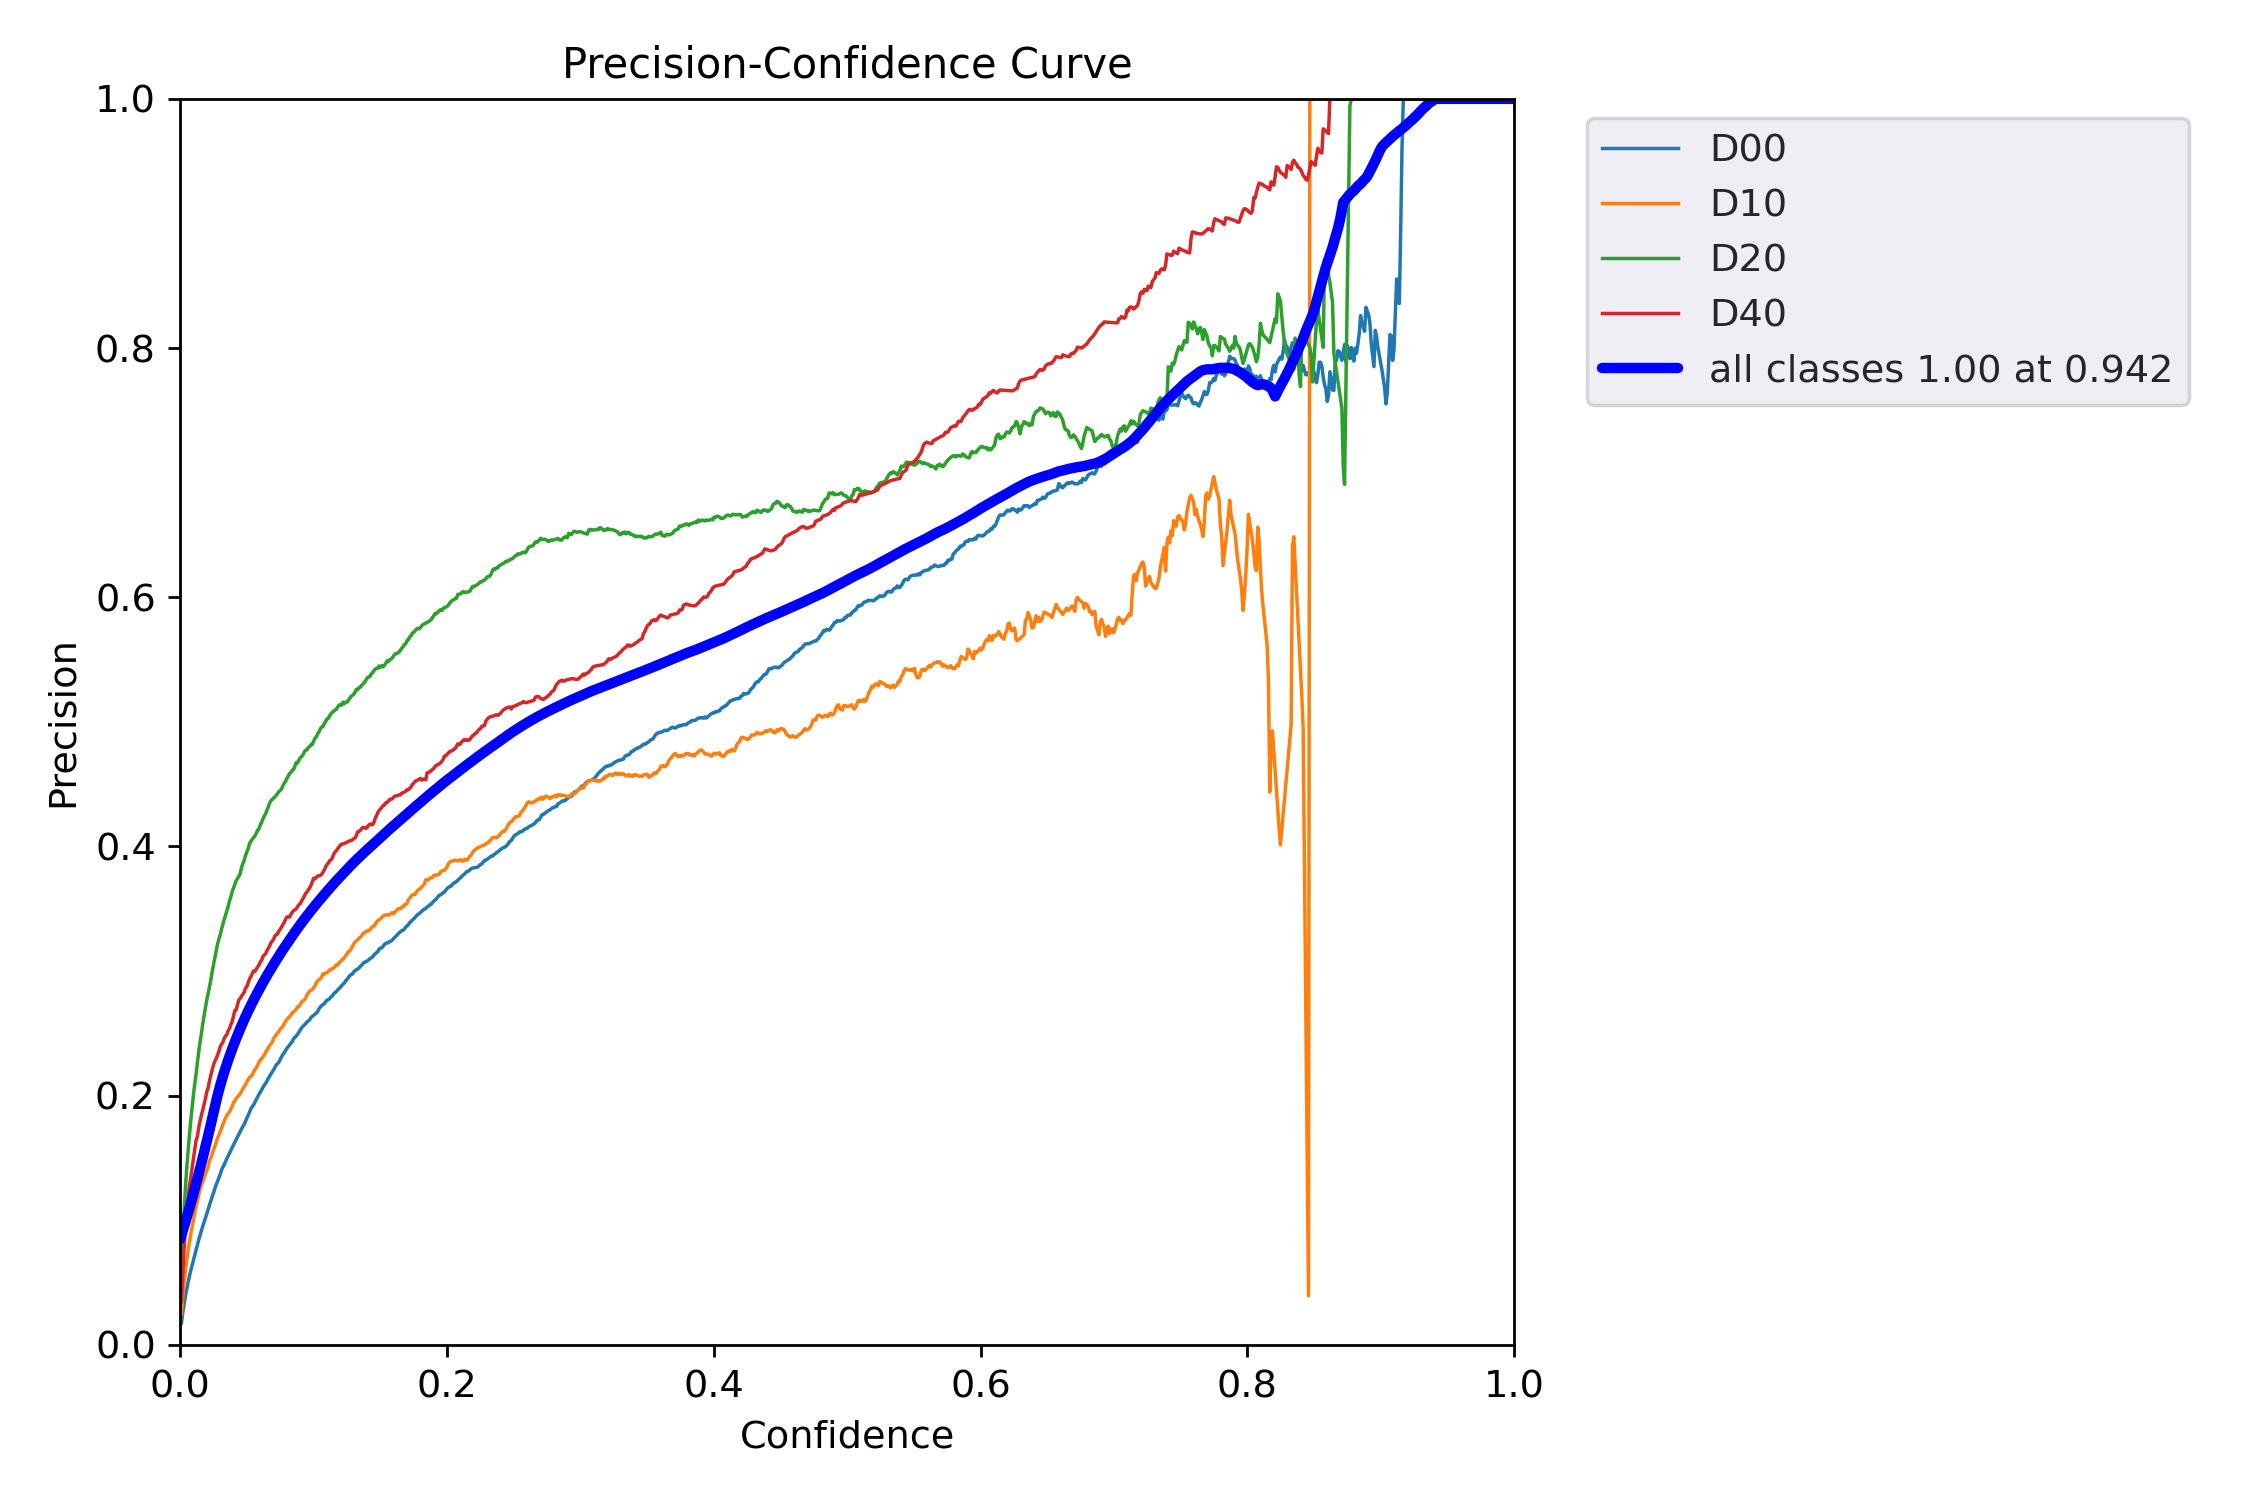 Precision-Confidence Curve
1.0
0.8
0.6
0.4
0.2
0.0
Precision
0.0 0.2 0.4 0.6 0.8 1.0
Confidence
D00
D10
D20
D40
all classes 1.00 at 0.942